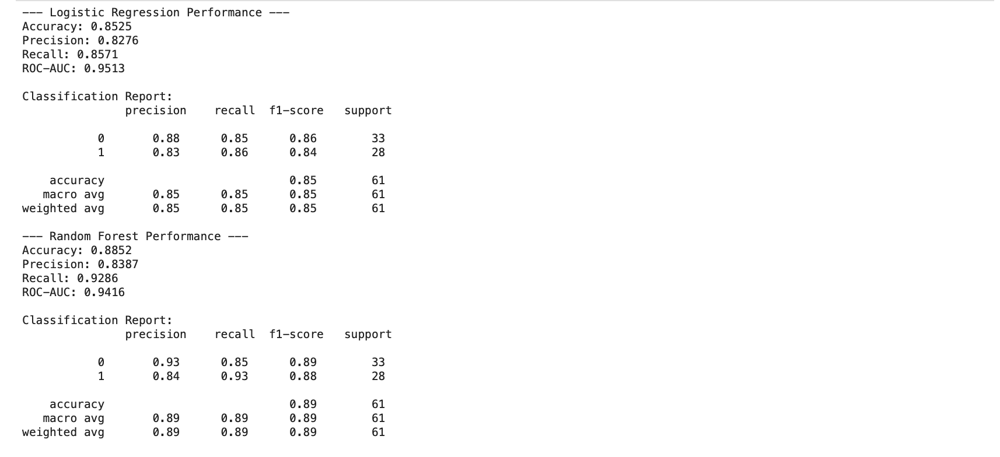 --- Logistic Regression Performance ---
Accuracy: 0.8525
Precision: 0.8276
Recall: 0.8571
ROC-AUC: 0.9513
Classification Report:
precision recall f1-score support
0 0.88 0.85 0.86 33
1 0.83 0.86 0.84 28
accuracy 0.85 61
macro avg 0.85 0.85 0.85 61
weighted avg 0.85 0.85 0.85 61
--- Random Forest Performance ---
Accuracy: 0.8852
Precision: 0.8387
Recall: 0.9286
ROC-AUC: 0.9416
Classification Report:
precision recall f1-score support
0 0.93 0.85 0.89 33
1 0.84 0.93 0.88 28
accuracy 0.89 61
macro avg 0.89 0.89 0.89 61
weighted avg 0.89 0.89 0.89 61